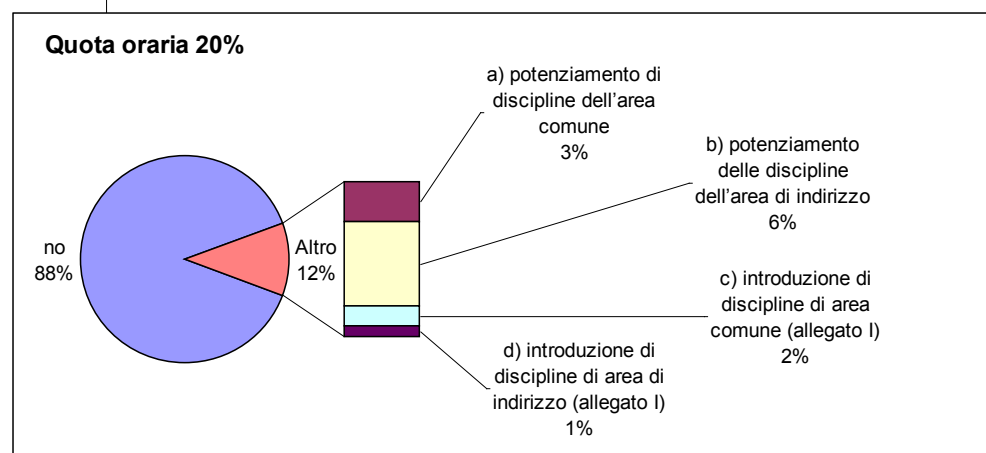 Quota oraria 20%
a) potenziamento di
discipline dell'area
comune
3%
b) potenziamento
delle discipline
dell'area di indirizzo
6%
no
88%
Altro
12%
c) introduzione di
discipline di area
comune (allegato I)
2%
d) introduzione di
discipline di area di
indirizzo (allegato I)
1%